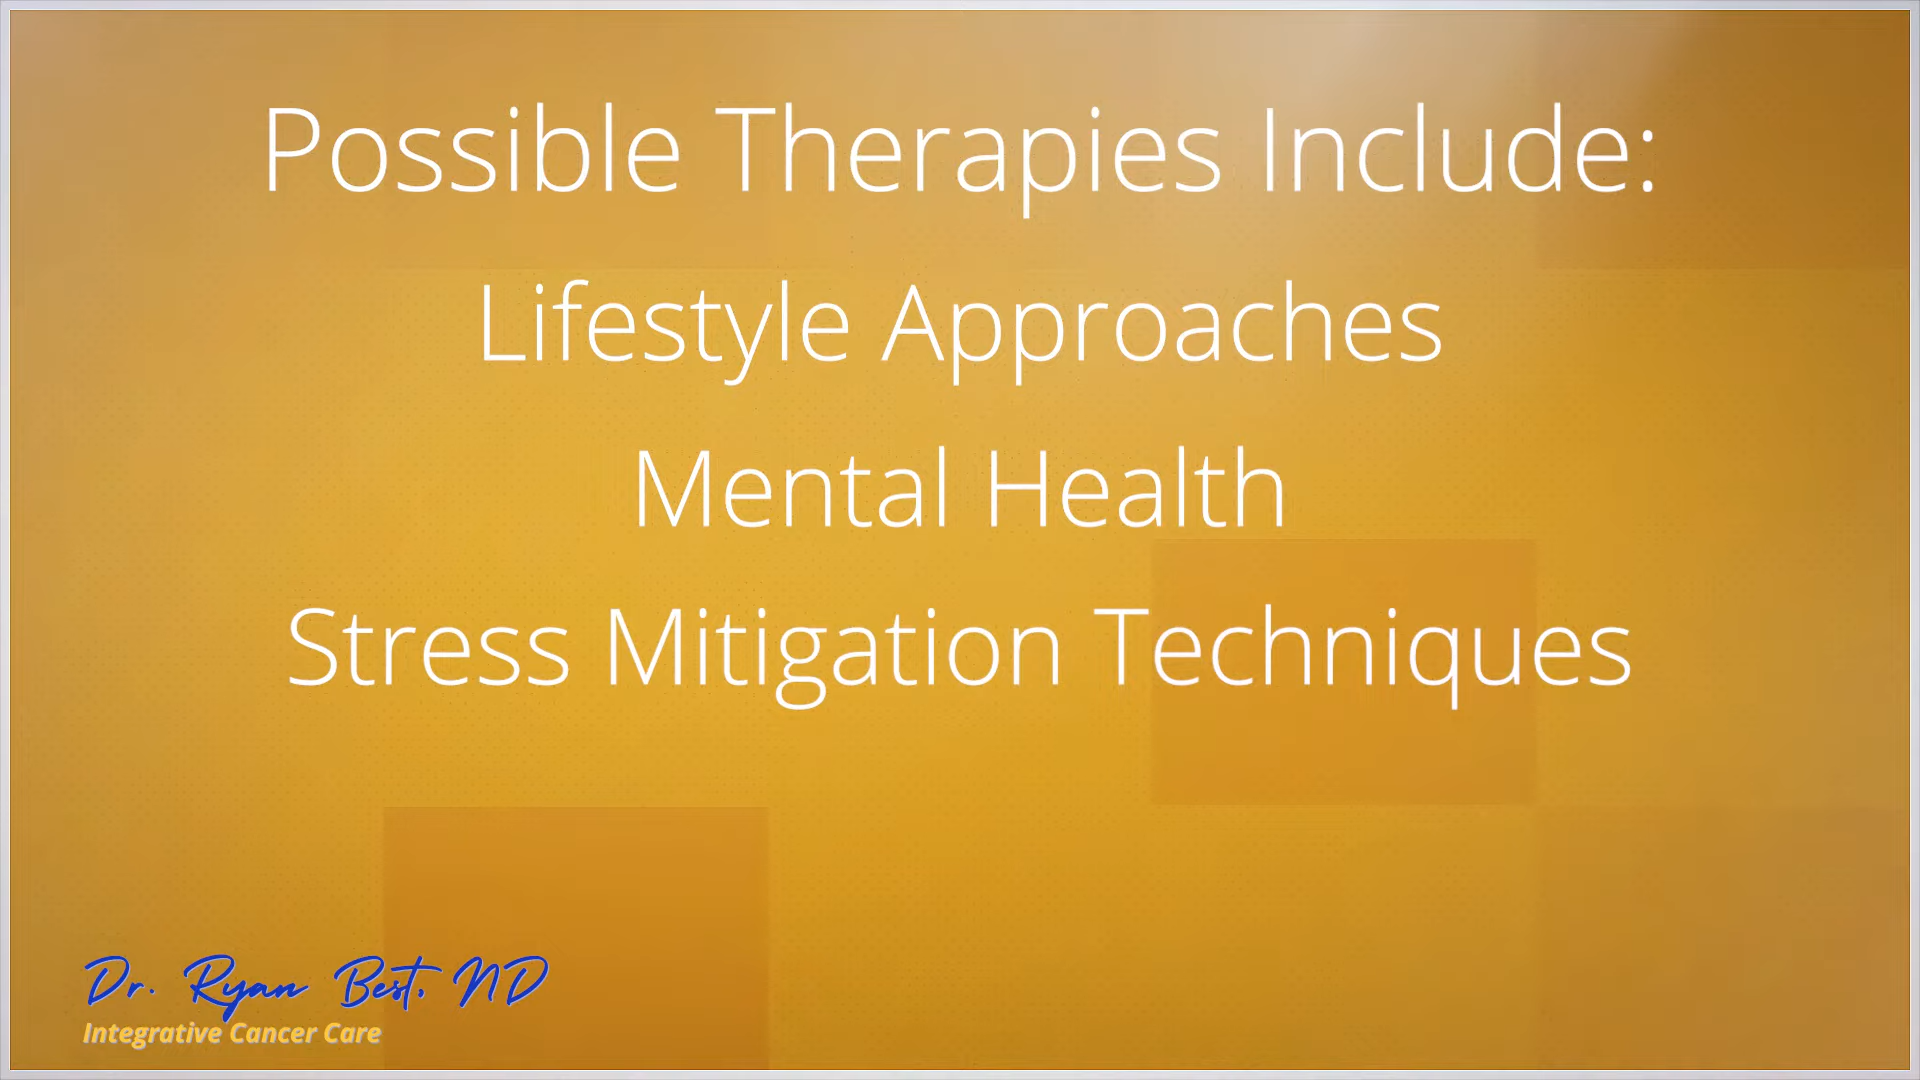 Possible Therapies Include:
Lifestyle Approaches
Mental Health
Stress Mitigation Techniques
Dr. Ryan Best, ND
Integrative Cancer Care